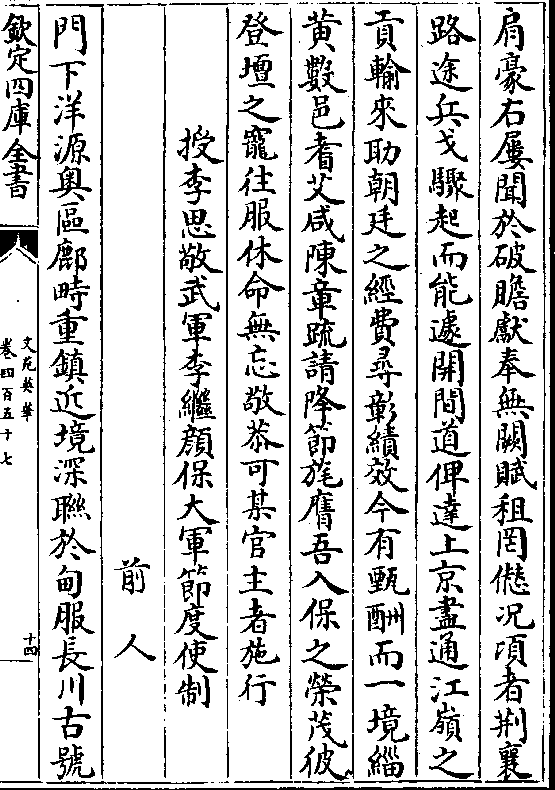 肩豪右屢聞於破膽獻奉無闕賦租罔僁况項者荆襄
路途兵戈驟起而能遽開間道俾達上京盡通江嶺之
貢輸來助朝廷之經費尋彰績效今有甄酬而一境緇
黄數邑耆艾咸陳章疏請降節旄膺吾入保之榮茂彼
登壇之寵往服休命無忘敬恭可某官主者施行
授李思敬武軍李繼顔保大軍節度使制
前人
門下洋源奥區鄜畤重鎮近境深聯於甸服長川古號
欽定四庫全書
文苑英華
卷四百五十七
十四